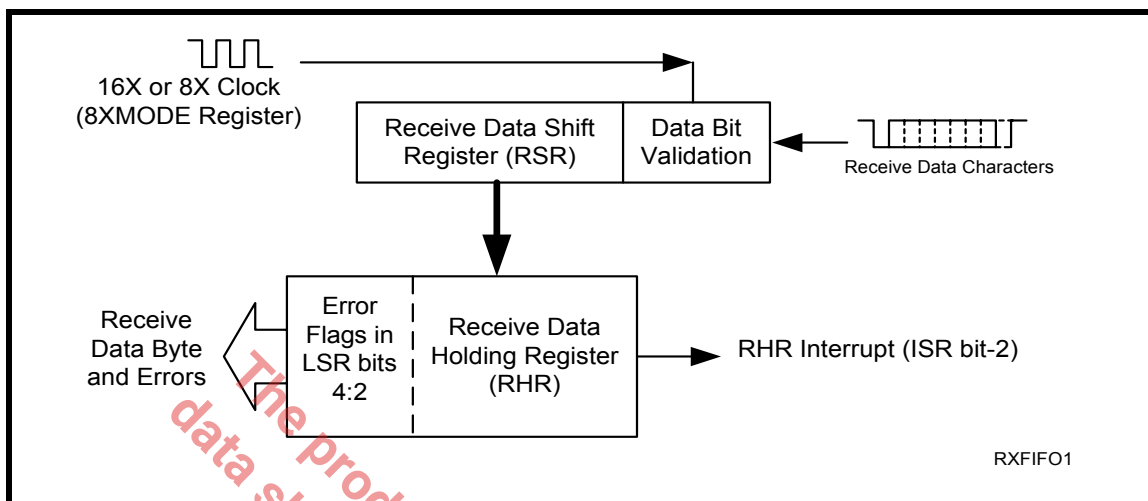 16X or 8X Clock
(8XMODE Register)
Receive Data Shift
Register (RSR)
Data Bit
Validation
Receive Data Characters
Receive
Data Byte
and Errors
Error
Flags in
LSR bits
4:2
Receive Data
Holding Register
(RHR)
RHR Interrupt (ISR bit-2)
The prod
data sh
RXFIFO1